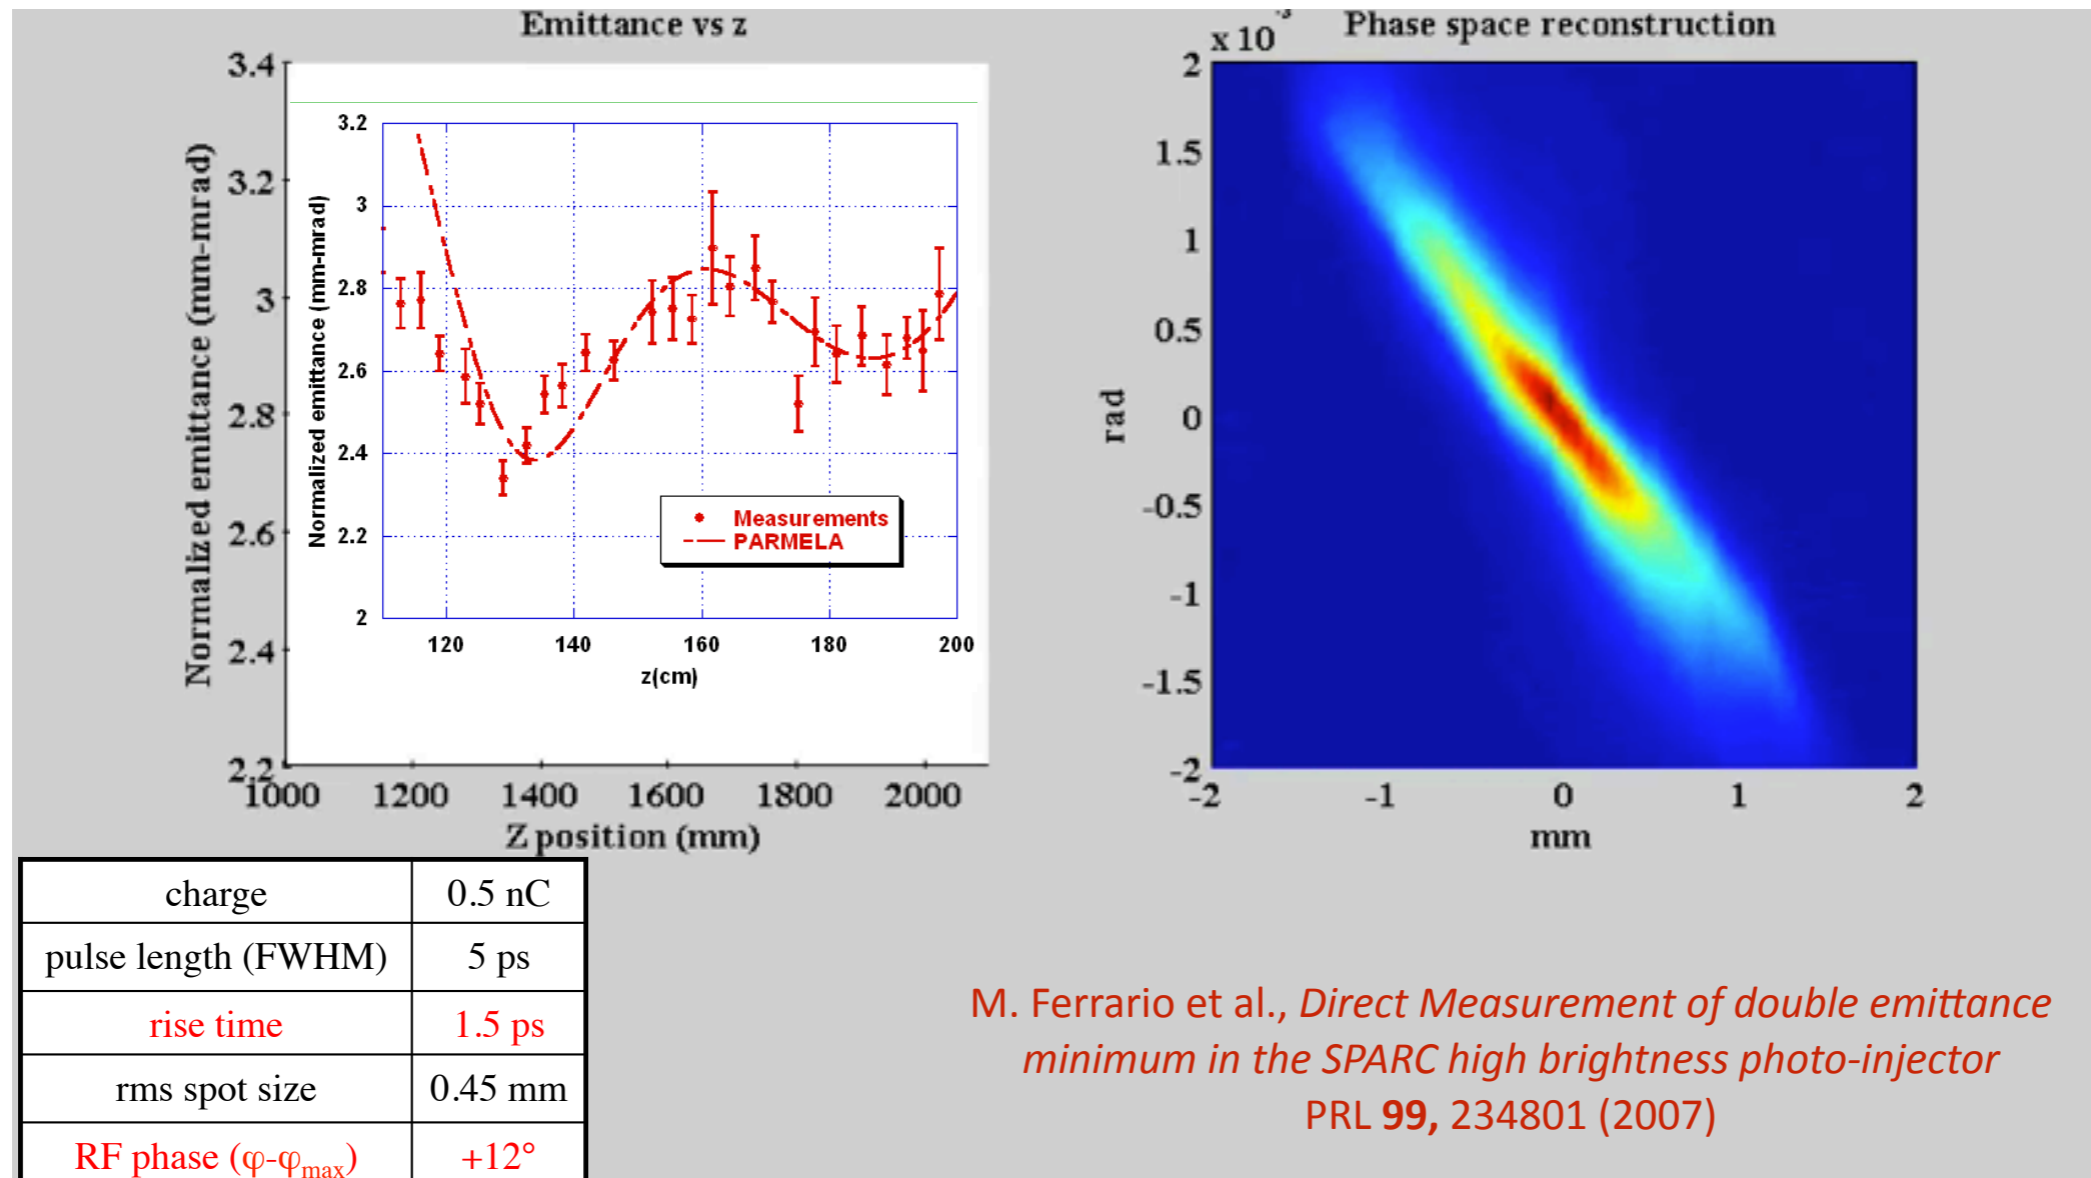 Emittance vs z
3.4
3.2
3
2.8
2.6
2.4
2.2
Normalized emittance (mm-mrad)
1000 1200 1400 1600 1800 2000
Z position (mm)
3.2
3
2.8
2.6
2.4
2.2
2
Normalized emittance (mm-mrad)
Measurements
PARMELA
120 140 160 180 200
z(cm)
Phase space reconstruction
x 10
2
1.5
1
0.5
0
-0.5
-1
-1.5
-2
rad
-2 -1 0 1 2
mm
charge 0.5 nC
pulse length (FWHM) 5 ps
rise time 1.5 ps
rms spot size 0.45 mm
RF phase (φ-φmax) +12°
M. Ferrario et al., Direct Measurement of double emittance
minimum in the SPARC high brightness photo-injector
PRL 99, 234801 (2007)